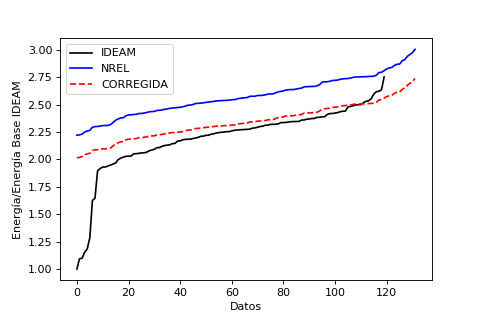 3.00
2.75
2.50
2.25
2.00
1.75
1.50
1.25
1.00
Energía/Energía Base IDEAM
IDEAM
NREL
CORREGIDA
0 20 40 60 80 100 120
Datos